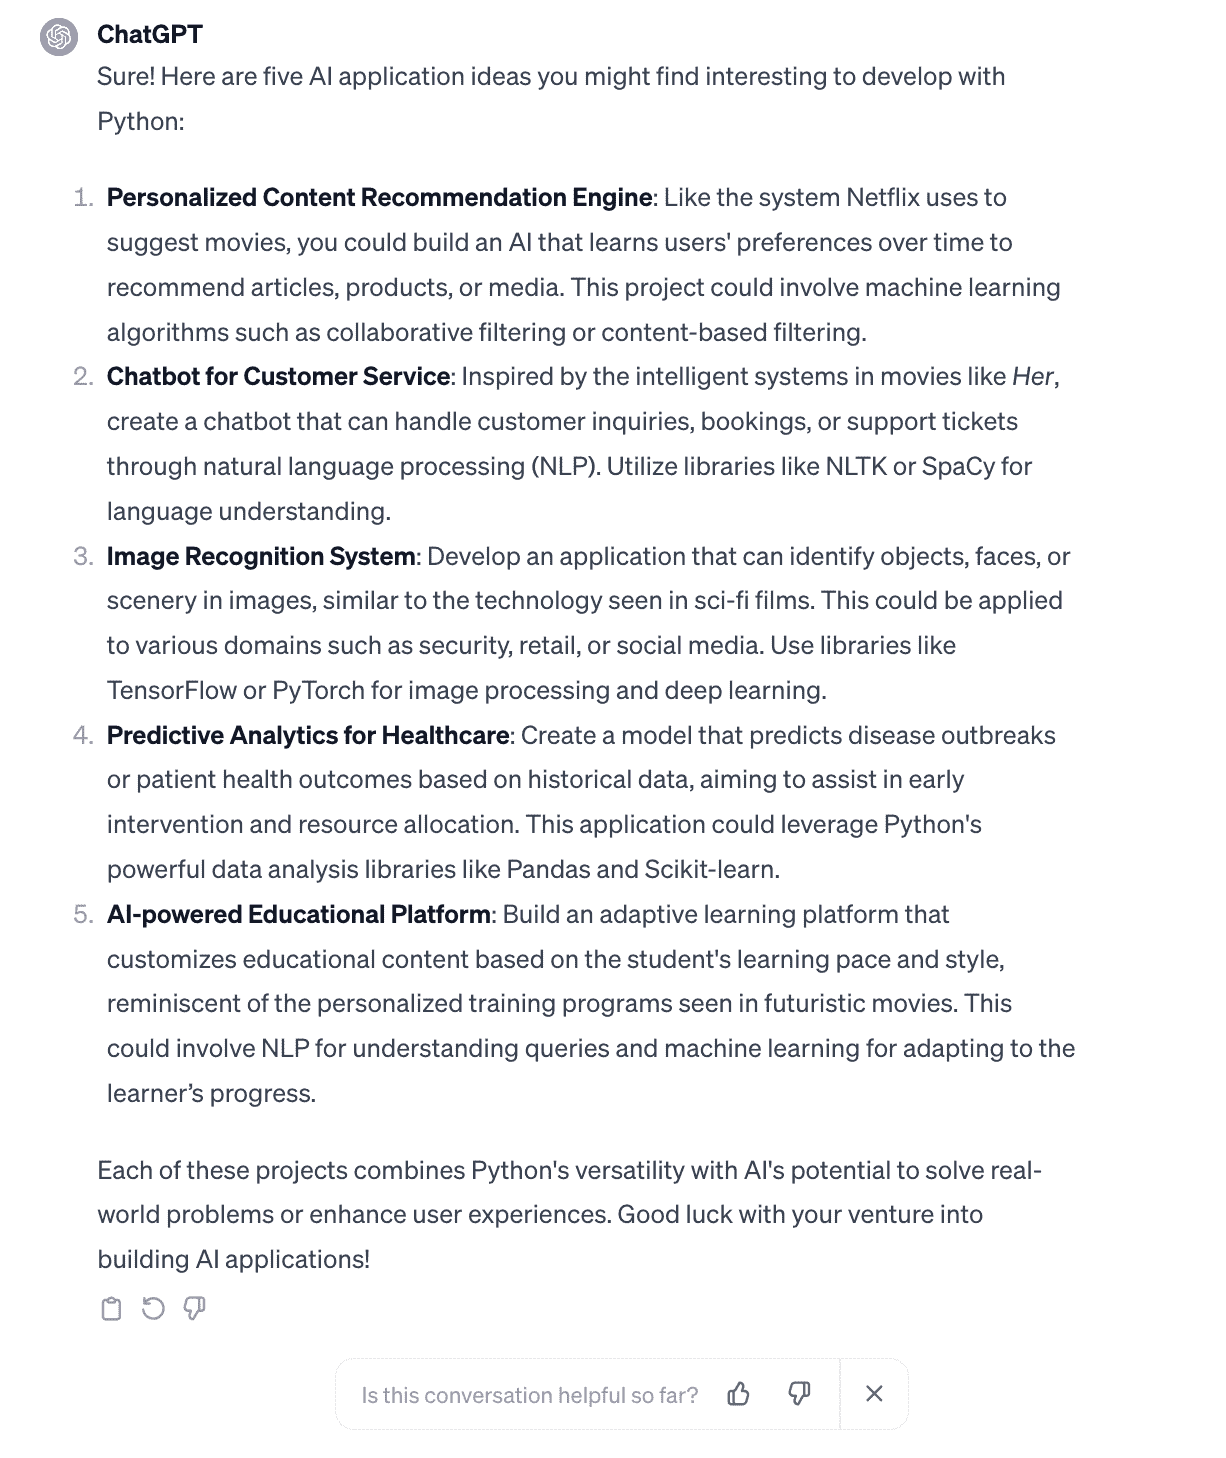 ChatGPT
Sure! Here are five AI application ideas you might find interesting to develop with
Python:
1. Personalized Content Recommendation Engine: Like the system Netflix uses to
suggest movies, you could build an AI that learns users' preferences over time to
recommend articles, products, or media. This project could involve machine learning
algorithms such as collaborative filtering or content-based filtering.
2. Chatbot for Customer Service: Inspired by the intelligent systems in movies like Her,
create a chatbot that can handle customer inquiries, bookings, or support tickets
through natural language processing (NLP). Utilize libraries like NLTK or SpaCy for
language understanding.
3. Image Recognition System: Develop an application that can identify objects, faces, or
scenery in images, similar to the technology seen in sci-fi films. This could be applied
to various domains such as security, retail, or social media. Use libraries like
TensorFlow or PyTorch for image processing and deep learning.
4. Predictive Analytics for Healthcare: Create a model that predicts disease outbreaks
or patient health outcomes based on historical data, aiming to assist in early
intervention and resource allocation. This application could leverage Python's
powerful data analysis libraries like Pandas and Scikit-learn.
5. AI-powered Educational Platform: Build an adaptive learning platform that
customizes educational content based on the student's learning pace and style,
reminiscent of the personalized training programs seen in futuristic movies. This
could involve NLP for understanding queries and machine learning for adapting to the
learner’s progress.
Each of these projects combines Python's versatility with AI's potential to solve real-
world problems or enhance user experiences. Good luck with your venture into
building AI applications!
Is this conversation helpful so far?